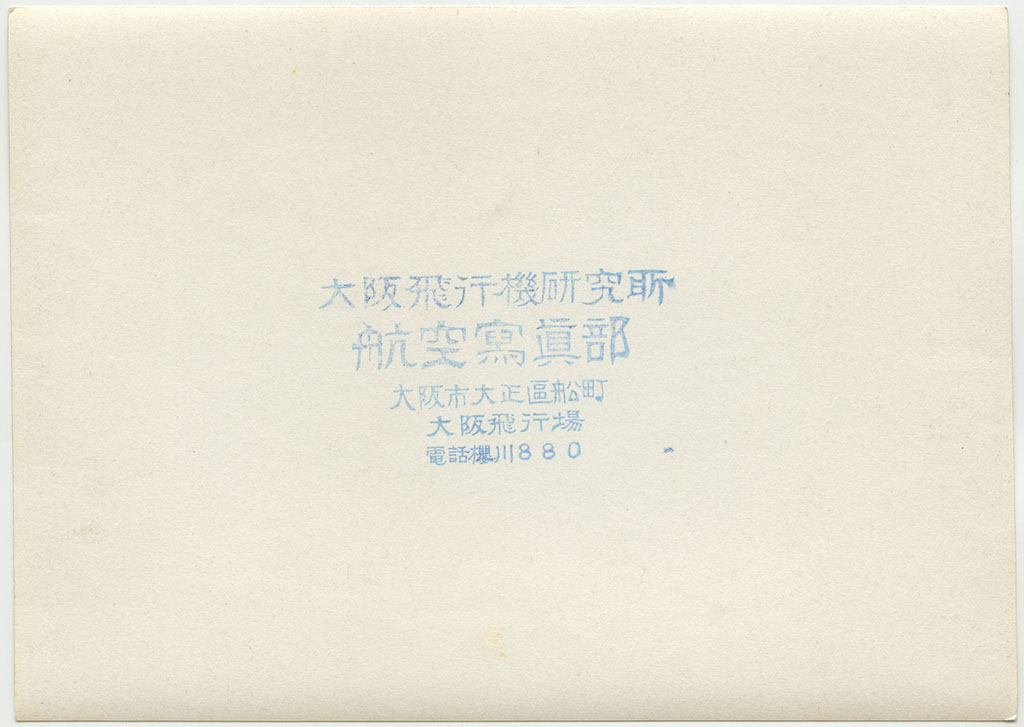 大阪飛行機研究所
航空寫眞部
大阪市大正區船町
大阪飛行場
電話櫻川880